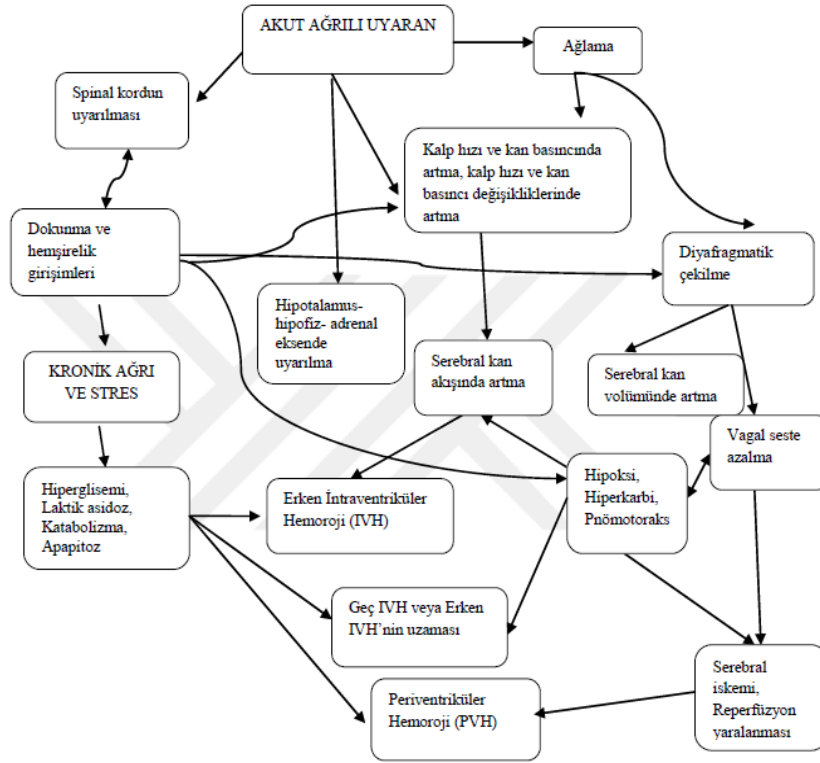 AKUT AĞRILI UYARAN
Ağlama
Spinal kordun
uyarılması
Kalp hızı ve kan basıncında
artma, kalp hızı ve kan
basıncı değişikliklerinde
artma
Dokunma ve
hemşirelik
girişimleri
Diyafragmatik
çekilme
Hipotalamus-
hipofiz- adrenal
eksende
uyarılma
KRONİK AĞRI
VE STRES
Serebral kan
akışında artma
Serebral kan
volümünde artma
Vagal seste
azalma
Hiperglisemi,
Laktik asidoz,
Katabolizma,
Apapitoz
Erken İntraventriküler
Hemoroji (IVH)
Hipoksi,
Hiperkarbi,
Pnömotoraks
Geç IVH veya Erken
IVH’nin uzaması
Serebral
iskemi,
Reperfüzyon
yaralanması
Periventriküler
Hemoroji (PVH)